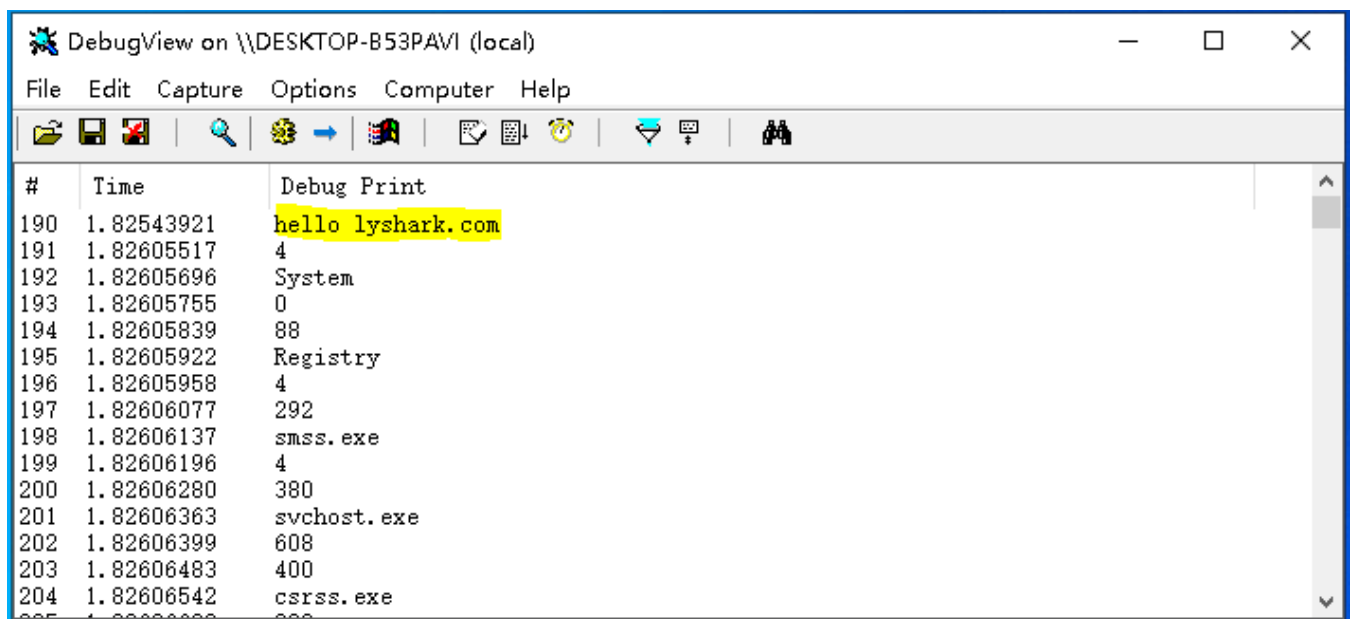 DebugView on \\DESKTOP-B53PAVI (local)
File Edit Capture Options Computer Help
# Time Debug Print
190 1.82543921 hello lyshark.com
191 1.82605517 4
192 1.82605696 System
193 1.82605755 0
194 1.82605839 88
195 1.82605922 Registry
196 1.82605958 4
197 1.82606077 292
198 1.82606137 smss.exe
199 1.82606196 4
200 1.82606280 380
201 1.82606363 svchost.exe
202 1.82606399 608
203 1.82606483 400
204 1.82606542 csrss.exe